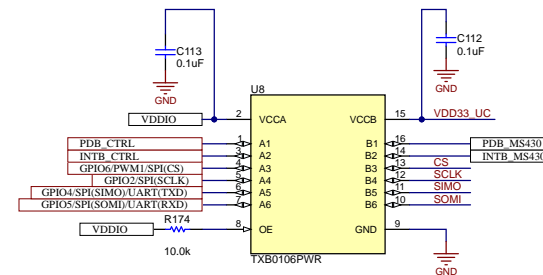 C113
0.1uF
GND
C112
0.1uF
GND
U8
VDDIO
2
VCCA
VCCB
15
VDD33_UC
PDB_CTRL
1
A1
B1
16
PDB_MS430
INTB_CTRL
3
A2
B2
14
INTB_MS430
GPIO6/PWM1/SPI(CS)
4
A3
B3
13
CS
GPIO2/SPI(SCLK)
5
A4
B4
12
SCLK
GPIO4/SPI(SIMO)/UART(TXD)
6
A5
B5
11
SIMO
GPIO5/SPI(SOMI)/UART(RXD)
7
A6
B6
10
SOMI
R174
VDDIO
8
OE
GND
9
10.0k
TXB0106PWR
GND